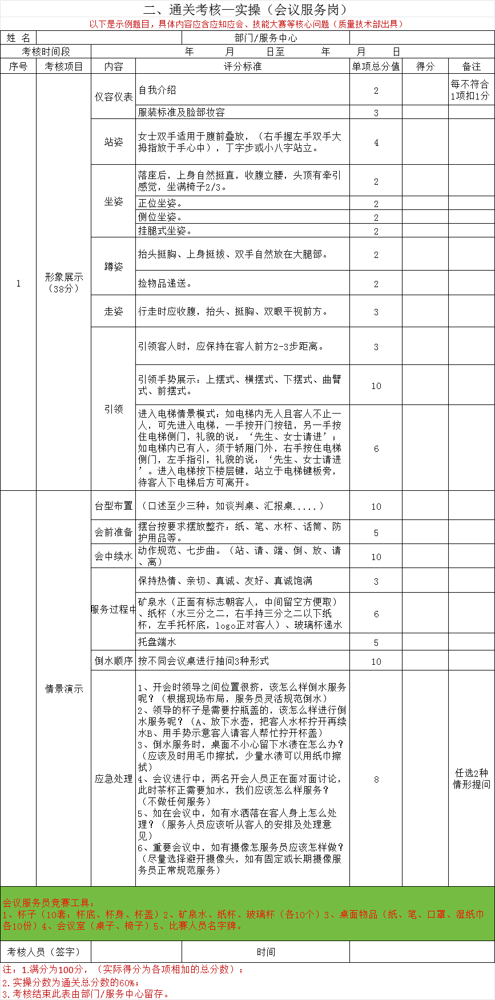 二、通关考核—实操（会议服务岗）
以下是示例题目，具体内容应含应知应会、技能大赛等核心问题（质量技术部出具）
姓 名 部门/服务中心
考核时间段 年 月 日至 年 月 日
序号 考核项目 内容 评分标准 单项总分值 得分 备注
1
形象展示
（38分）
仪容仪表
自我介绍 2
每不符合
1项扣1分
服装标准及脸部妆容 3
站姿
女士双手适用于腹前叠放，（右手握左手双手大
拇指放于手心中），丁字步或小八字站立。
4
坐姿
落座后，上身自然挺直，收腹立腰，头顶有牵引
感觉，坐满椅子2/3。
2
正位坐姿。 2
侧位坐姿。 2
挂腿式坐姿。 2
蹲姿
抬头挺胸、上身挺拔、双手自然放在大腿部。 2
捡物品递送。 2
走姿 行走时应收腹，抬头、挺胸、双眼平视前方。 3
引领
引领客人时，应保持在客人前方2-3步距离。 3
引领手势展示：上摆式、横摆式、下摆式、曲臂
式、前摆式。
10
进入电梯情景模式：如电梯内无人且客人不止一
人，可先进入电梯，一手按开门按钮，另一手按
住电梯侧门，礼貌的说：‘先生、女士请进’；
如电梯内已有人，须于轿厢门外，右手按住电梯
侧门，左手指引，礼貌的说：‘先生、女士请进
’。进入电梯按下楼层键，站立于电梯键板旁，
待客人下电梯后方可离开。
6
情景演示
台型布置 （口述至少三种：如谈判桌、汇报桌.....） 10
会前准备
摆台按要求摆放整齐：纸、笔、水杯、话筒、防
护用品等。
5
会中续水
动作规范、七步曲。（站、请、端、倒、放、请
、离）
10
服务过程中
保持热情、亲切、真诚、友好、真诚饱满 3
矿泉水（正面有标志朝客人，中间留空方便取）
、纸杯（水三分之二，右手持三分之二以下纸
杯，左手托杯底，logo正对客人）、玻璃杯递水
6
托盘端水 5
倒水顺序 按不同会议桌进行抽问3种形式 10
应急处理
1、开会时领导之间位置很挤，该怎么样倒水服务
呢？（根据现场布局，服务员灵活规范倒水）
2、领导的杯子是需要拧瓶盖的，该怎么样进行倒
水服务呢？（A、放下水壶，把客人水杯拧开再续
水B、用手势示意客人请客人帮忙拧开杯盖）
3、倒水服务时，桌面不小心留下水渍在怎么办？
（应该及时用毛巾擦拭，少量水渍可以用纸巾擦
拭）
4、会议进行中，两名开会人员正在面对面讨论，
此时茶杯正需要加水，我们应该怎么样服务？
（不做任何服务）
5、如在会议中，如有水洒落在客人身上怎么处
理？（服务人员应该听从客人的安排及处理意
见）
6、重要会议中，如有摄像怎服务员应该怎样做？
（尽量选择避开摄像头，如有固定或长期摄像服
务员正常规范服务）
8
任选2种
情形提问
会议服务员竞赛工具：
1、杯子（10套：杯底、杯身、杯盖）2、矿泉水、纸杯、玻璃杯（各10个）3、桌面物品（纸、笔、口罩、湿纸巾
各10份）4、会议室（桌子、椅子）5、比赛人员名字牌。
考核人员（签字） 时间
注：1.满分为100分，（实际得分为各项相加的总分数）；
2.实操分数为通关总分数的60%；
3.考核结束此表由部门/服务中心留存。